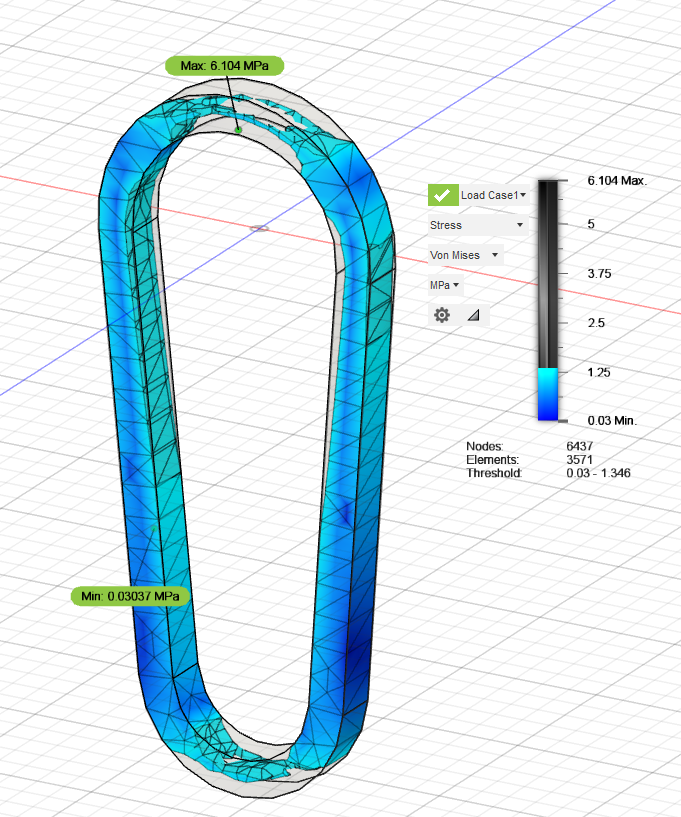 Max: 6.104 MPa
6.104 Max.
Load Case1
5
Stress
Von Mises
3.75
MPa
2.5
1.25
0.03 Min.
Nodes: 6437
Elements: 3571
Threshold: 0.03 - 1.346
Min: 0.03037 MPa